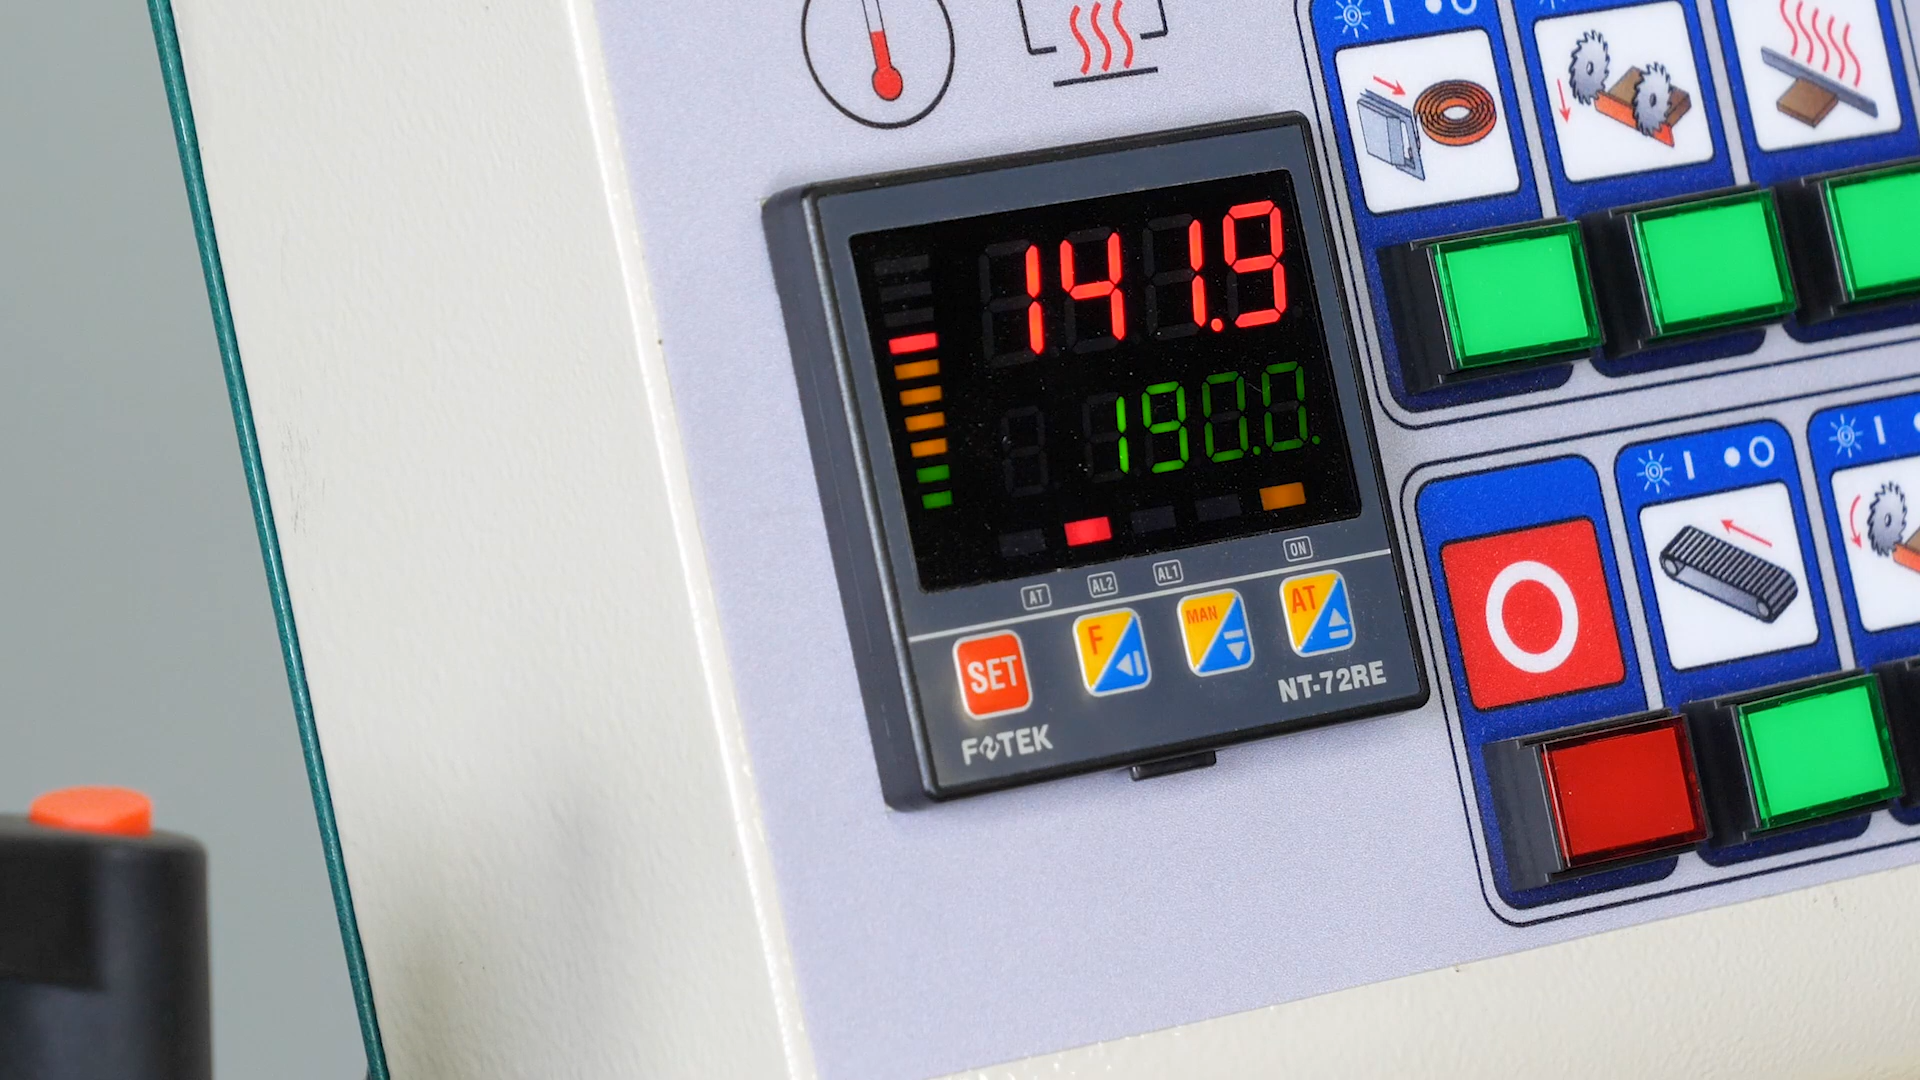 141.9
190.0.
AT AL2 AL1 ON
SET F MAN AT
FOTEK NT-72RE